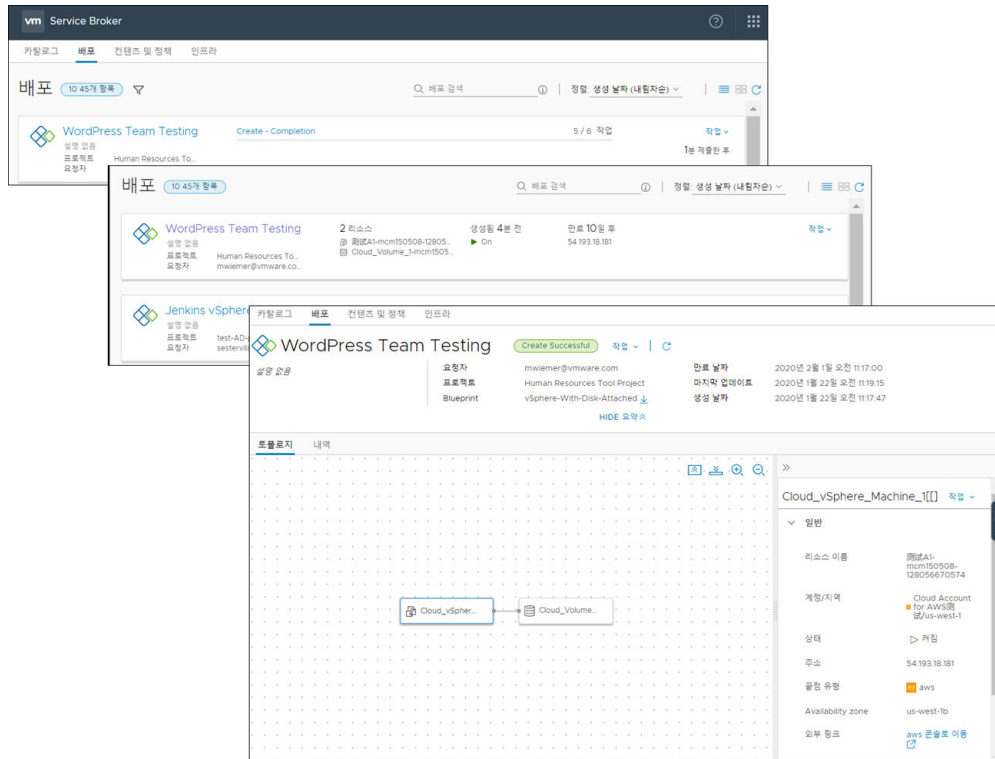 vm Service Broker
카탈로그 배포 컨텐츠 및 정책 인프라
배포 10 45개 항목 배포 검색 정렬: 생성 날짜 (내림차순)
WordPress Team Testing Create - Completion 5 / 6 작업 작업
설명 없음 1분 제출한 후
프로젝트 Human Resources To...
요청자
배포 10 45개 항목 배포 검색 정렬: 생성 날짜 (내림차순)
WordPress Team Testing 2 리소스 생성됨 4분 전 만료 10일 후 작업
설명 없음 测试A1-mcm150508-12805... On 54.193.18.181
프로젝트 Human Resources To... Cloud_Volume_1-mcm1505...
요청자 mwiemer@vmware.co...
Jenkins vSphere
설명 없음
프로젝트 test-AD-
요청자 sestervil
카탈로그 배포 컨텐츠 및 정책 인프라
WordPress Team Testing Create Successful 작업
설명 없음
요청자 mwiemer@vmware.com
프로젝트 Human Resources Tool Project
Blueprint vSphere-With-Disk-Attached
만료 날짜 2020년 2월 1일 오전 11:17:00
마지막 업데이트 2020년 1월 22일 오전 11:19:15
생성 날짜 2020년 1월 22일 오전 11:17:47
HIDE 요약
토폴로지 내역
Cloud_vSpher...
Cloud_Volume...
Cloud_vSphere_Machine_1[[] 작업
일반
리소스 이름 测试A1-
mcm150508-
128056670574
계정/지역 Cloud Account
for AWS测
试/us-west-1
상태 켜짐
주소 54.193.18.181
끝점 유형 aws
Availability zone us-west-1b
외부 링크 aws 콘솔로 이동